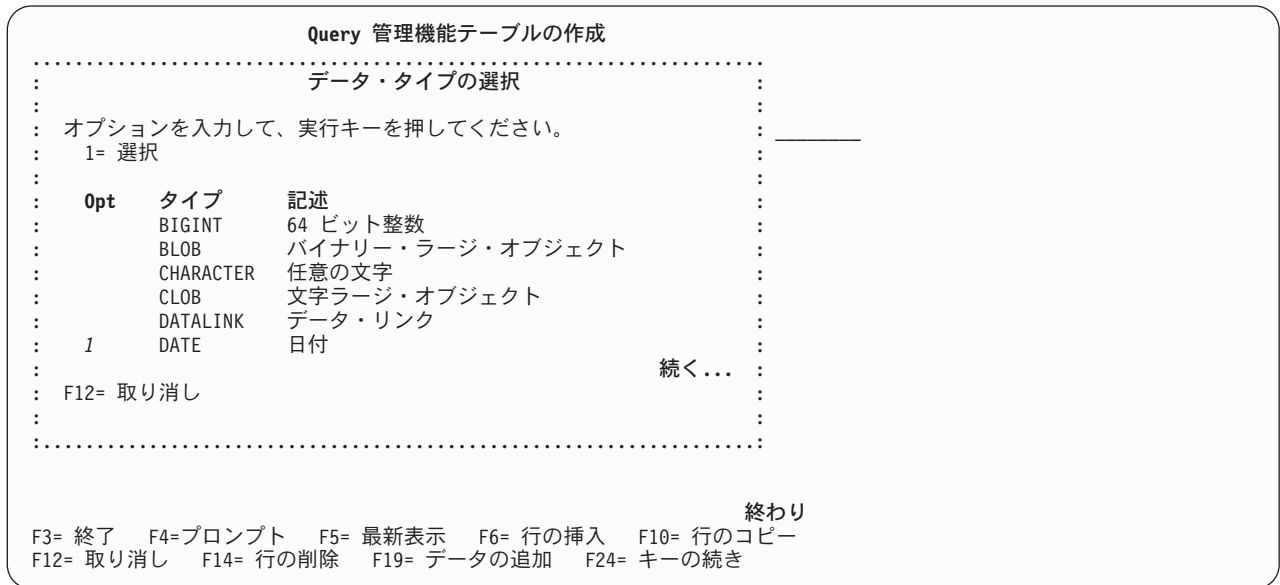 Query 管理機能テーブルの作成
.....................................................................
: データ・タイプの選択 :
: :
: オプションを入力して、実行キーを押してください。 : ________
: 1= 選択 :
: :
: Opt タイプ 記述 :
: BIGINT 64 ビット整数 :
: BLOB バイナリー・ラージ・オブジェクト :
: CHARACTER 任意の文字 :
: CLOB 文字ラージ・オブジェクト :
: DATALINK データ・リンク :
: 1 DATE 日付 :
: 続く... :
: F12= 取り消し :
: :
:...................................................................:
終わり
F3= 終了 F4=プロンプト F5= 最新表示 F6= 行の挿入 F10= 行のコピー
F12= 取り消し F14= 行の削除 F19= データの追加 F24= キーの続き